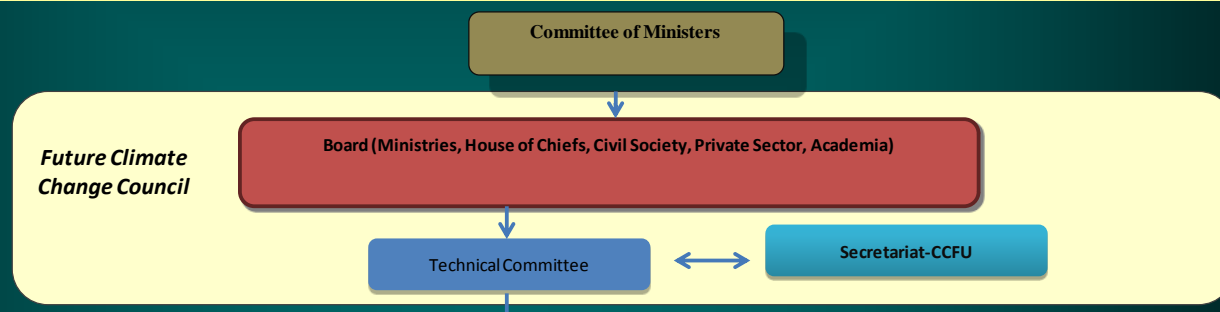 Committee of Ministers
Board (Ministries, House of Chiefs, Civil Society, Private Sector, Academia)
Future Climate
Change Council
Technical Committee
Secretariat-CCFU